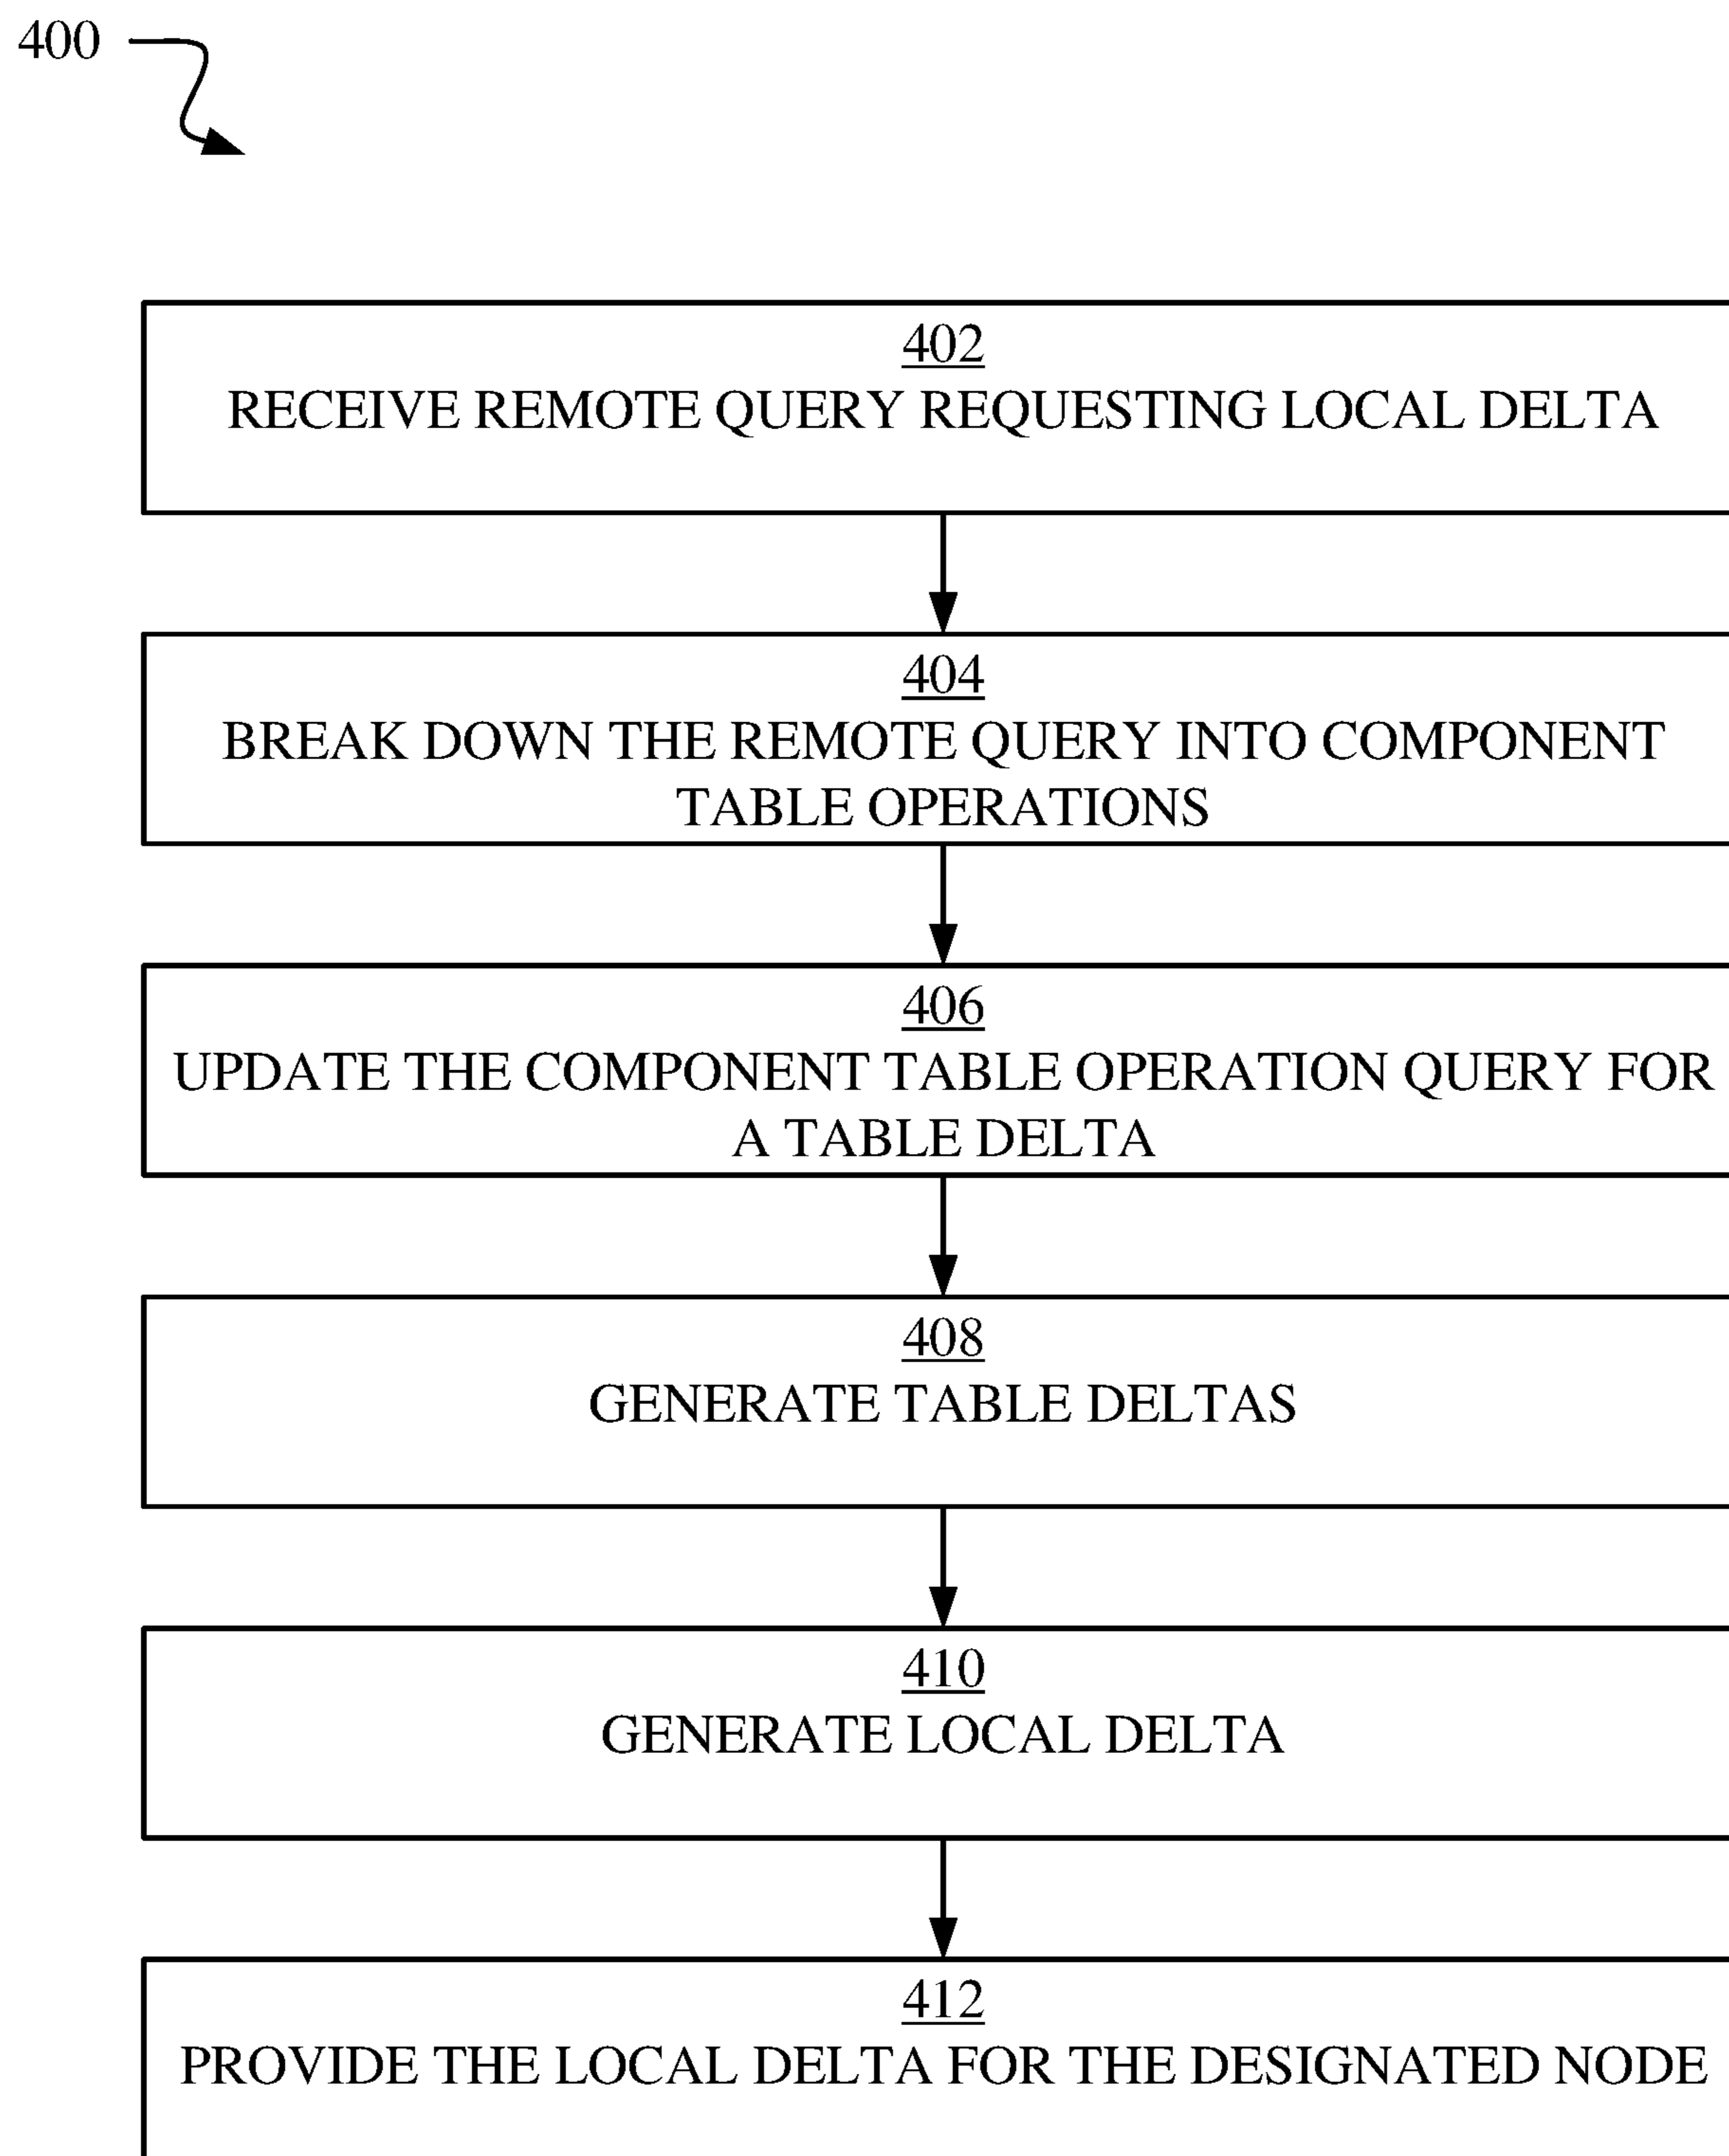 400
402
RECEIVE REMOTE QUERY REQUESTING LOCAL DELTA
404
BREAK DOWN THE REMOTE QUERY INTO COMPONENT
TABLE OPERATIONS
406
UPDATE THE COMPONENT TABLE OPERATION QUERY FOR
A TABLE DELTA
408
GENERATE TABLE DELTAS
410
GENERATE LOCAL DELTA
412
PROVIDE THE LOCAL DELTA FOR THE DESIGNATED NODE